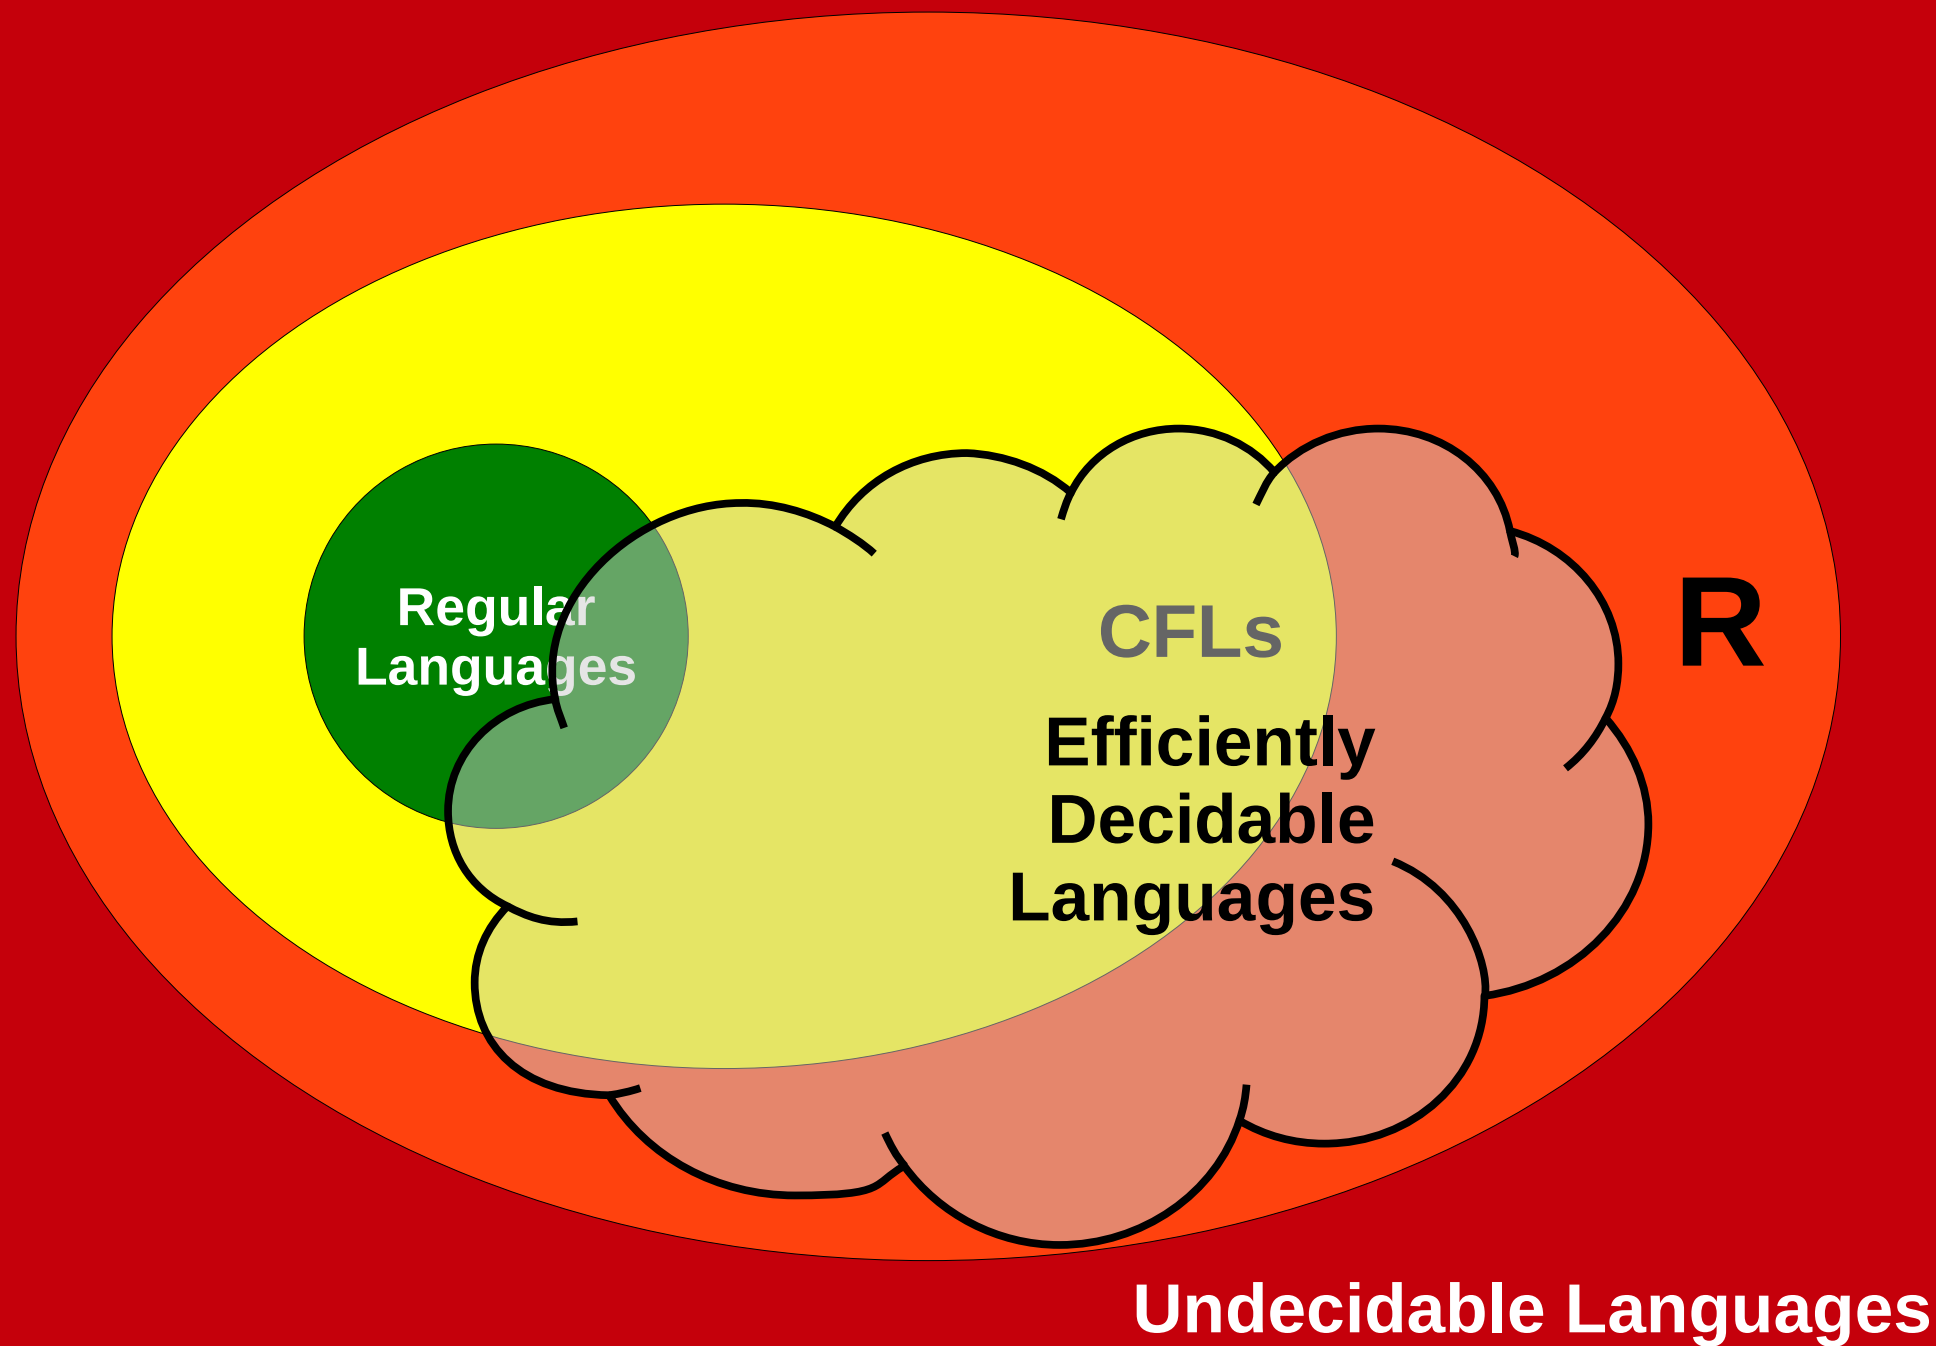 Regular
Languages
CFLs
Efficiently
Decidable
Languages
R
Undecidable Languages